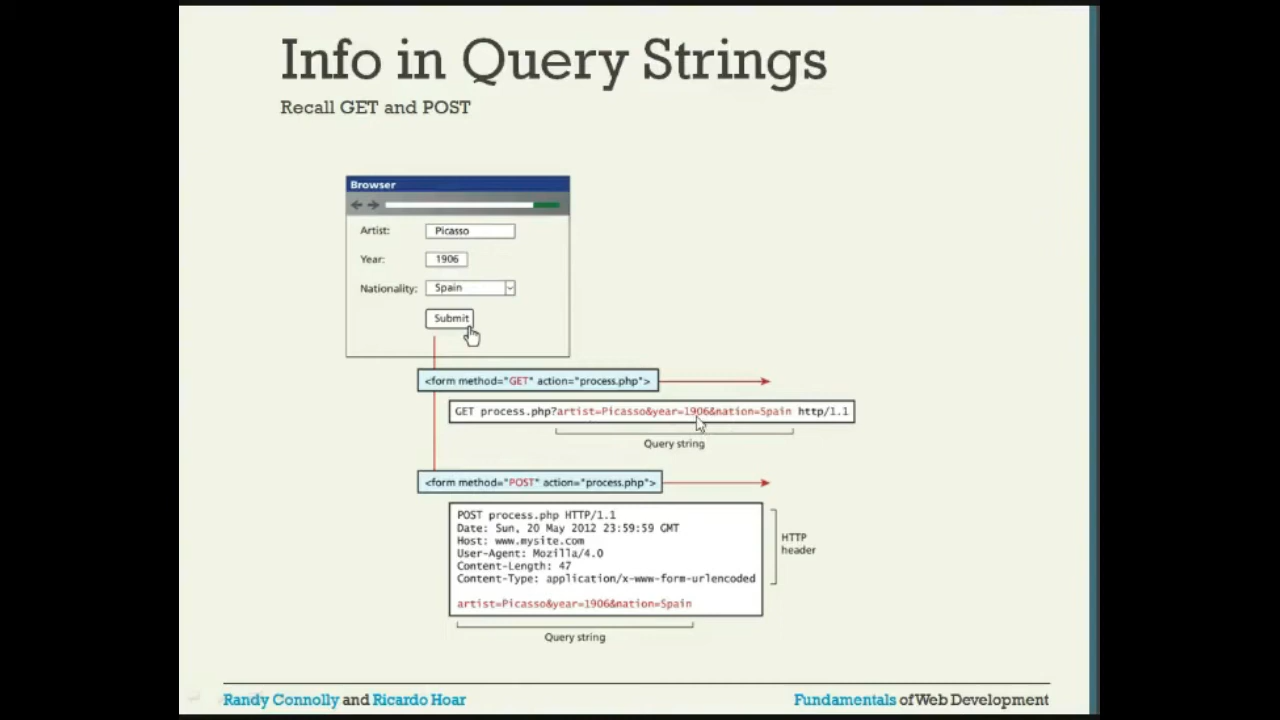 Info in Query Strings
Recall GET and POST
Browser
Artist: Picasso
Year: 1906
Nationality: Spain
Submit
<form method="GET" action="process.php">
GET process.php?artist=Picasso&year=1906&nation=Spain http/1.1
Query string
<form method="POST" action="process.php">
POST process.php HTTP/1.1
Date: Sun, 20 May 2012 23:59:59 GMT
Host: www.mysite.com
User-Agent: Mozilla/4.0
Content-Length: 47
Content-Type: application/x-www-form-urlencoded
HTTP
header
artist=Picasso&year=1906&nation=Spain
Query string
Randy Connolly and Ricardo Hoar
Fundamentals of Web Development